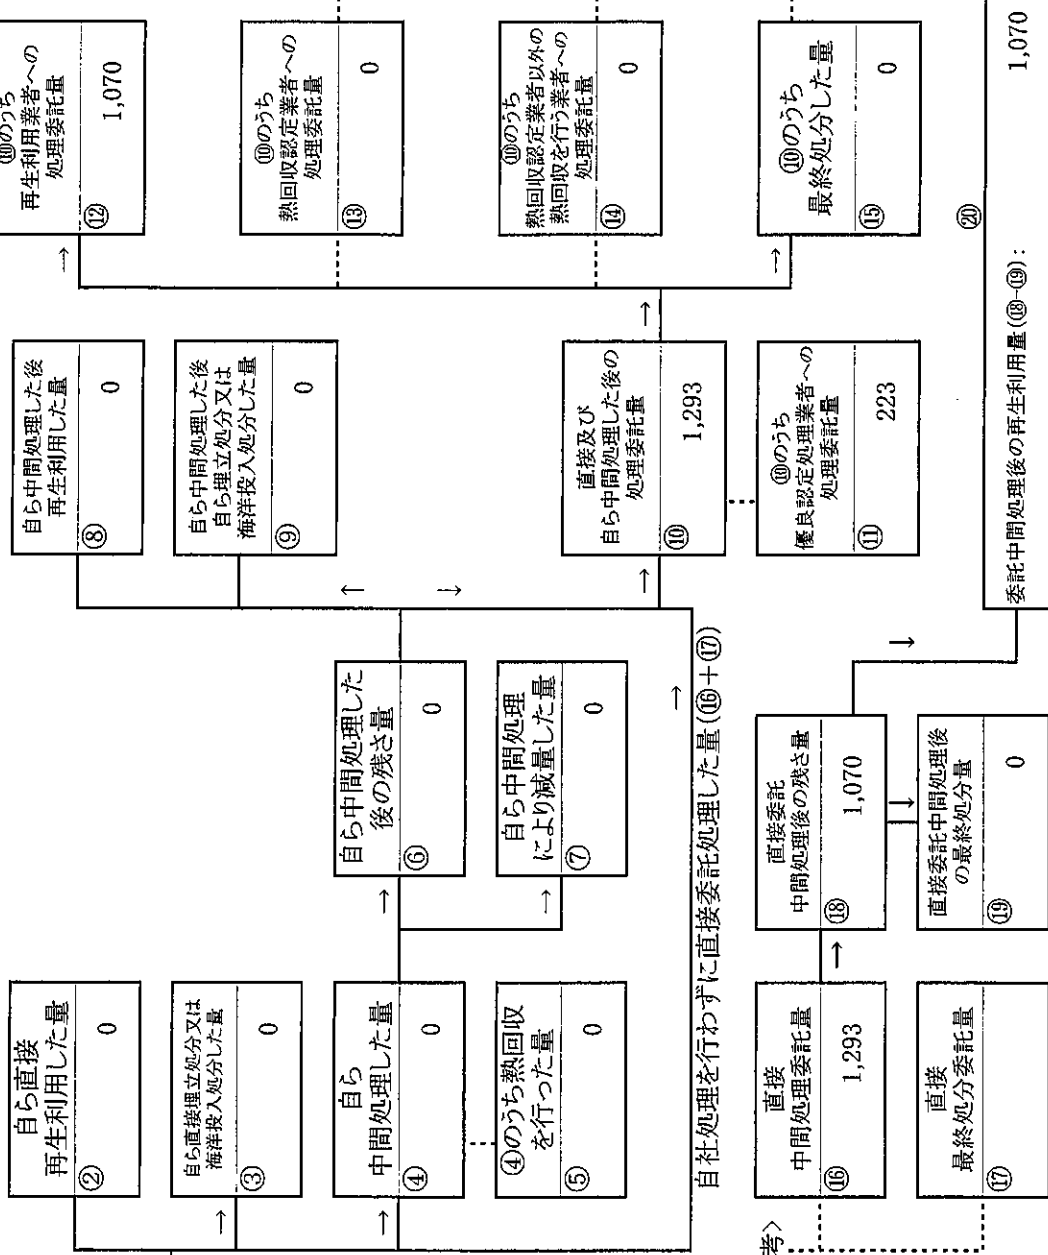 自ら直接
再生利用した量
② 0
自ら直接埋立処分又は
海洋投入処分した量
③ 0
自ら
中間処理した量
④ 0
④のうち熱回収
を行った量
⑤ 0
自ら中間処理した
後の残さ量
⑥ 0
自ら中間処理
により減量した量
⑦ 0
自ら中間処理した後
再生利用した量
⑧ 0
自ら中間処理した後
自ら埋立処分又は
海洋投入処分した量
⑨ 0
直接及び
自ら中間処理した後の
処理委託量
⑩ 1,293
⑩のうち
優良認定処理業者への
処理委託量
⑪ 223
⑩のうち
再生利用業者への
処理委託量
⑫ 1,070
⑩のうち
熱回収認定業者への
処理委託量
⑬ 0
⑩のうち
熱回収認定業者以外の
熱回収を行う業者への
処理委託量
⑭ 0
⑩のうち
最終処分した量
⑮ 0
自社処理を行わずに直接委託処理した量(⑯+⑰)
考>
直接
中間処理委託量
⑯ 1,293
直接
最終処分委託量
⑰
直接委託
中間処理後の残さ量
⑱ 1,070
直接委託中間処理後
の最終処分量
⑲ 0
⑳
委託中間処理後の再生利用量(⑱-⑲): 1,070